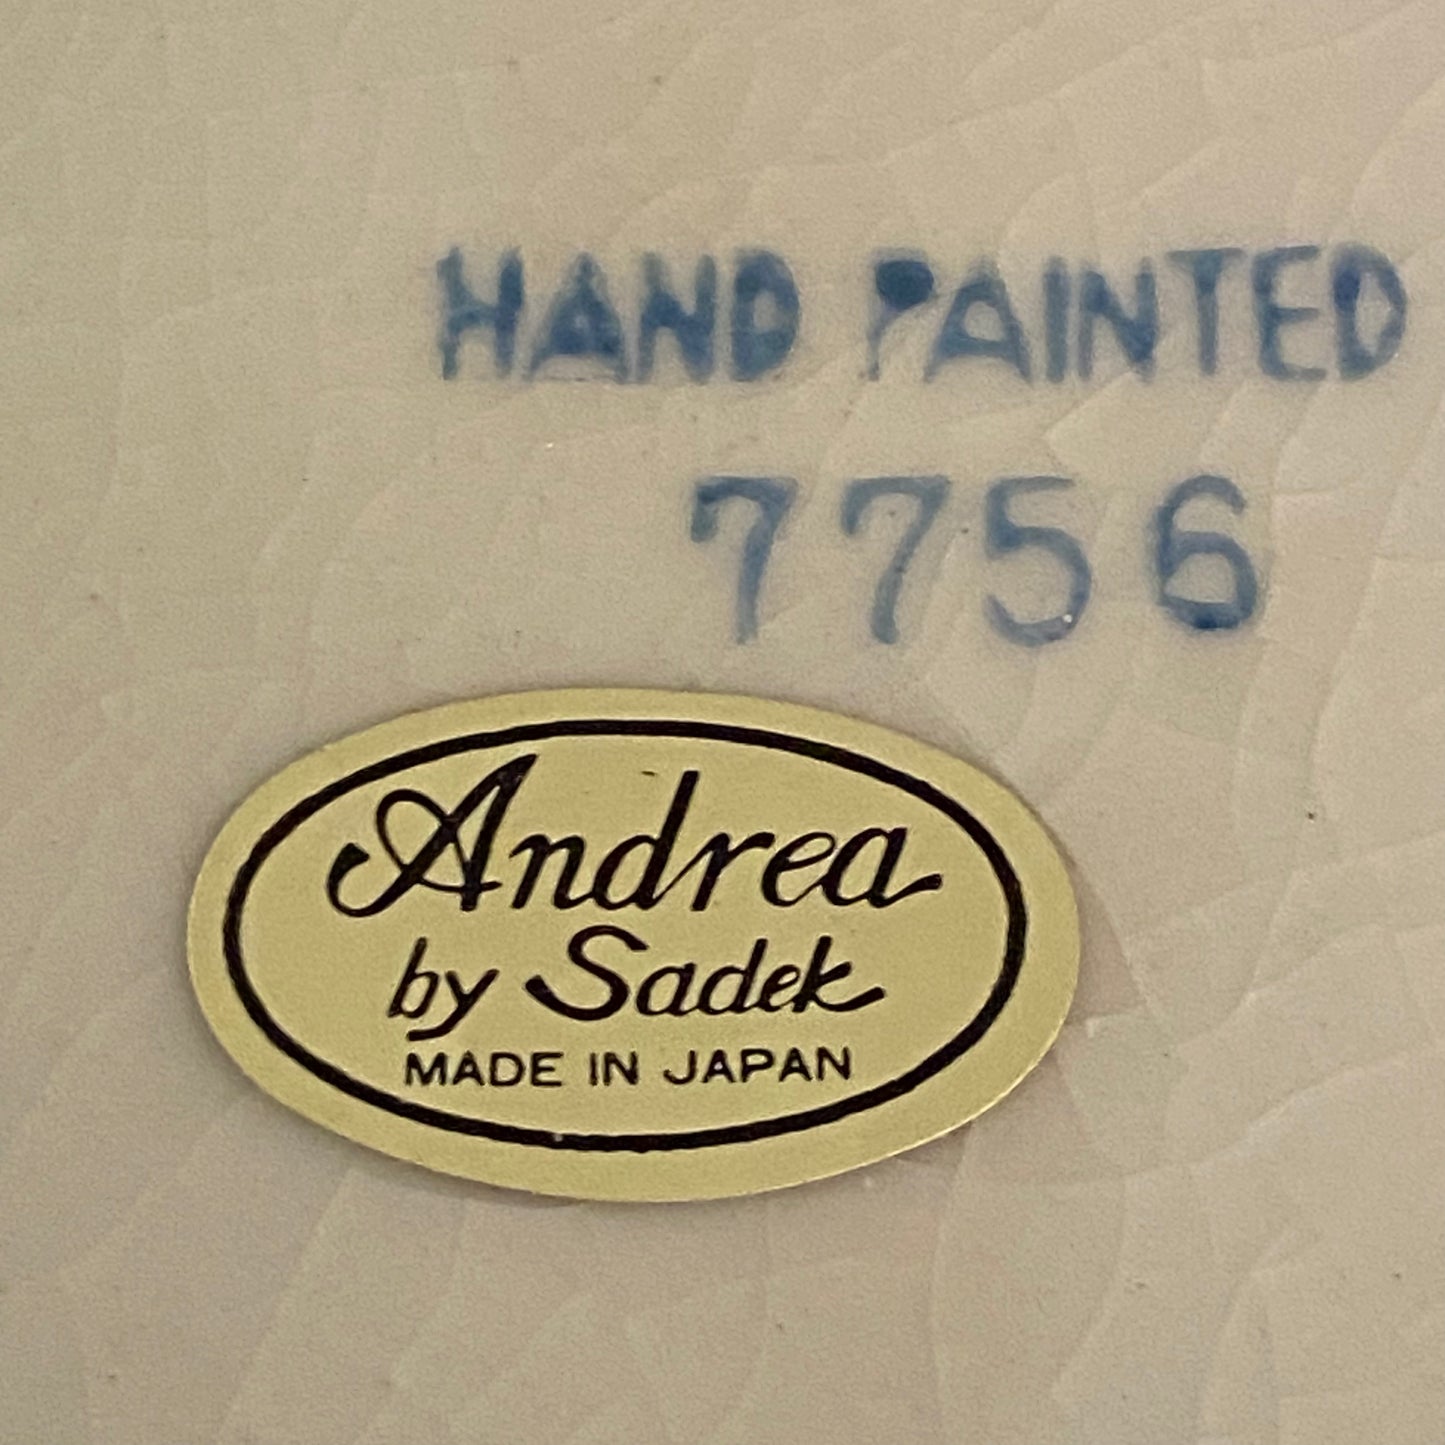 HAND PAINTED
7756
Andrea
by Sadek
MADE IN JAPAN